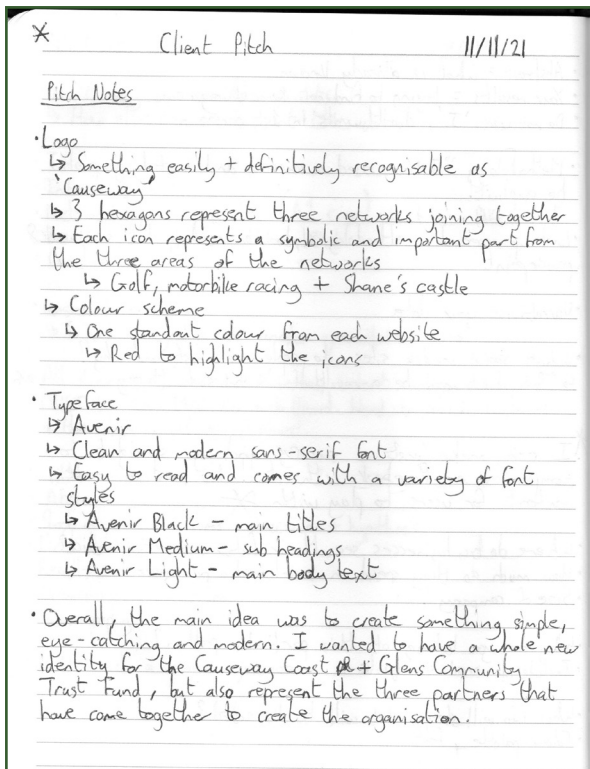 * Client Pitch 11/11/21
Pitch Notes
· Logo
↳ Something easily + definitively recognisable as
'Causeway'
↳ 3 hexagons represent three networks joining together
↳ Each icon represents a symbolic and important part from
the three areas of the networks
↳ Golf, motorbike racing + Shane's castle
↳ Colour scheme
↳ One standout colour from each website
↳ Red to highlight the icons
· Typeface
↳ Avenir
↳ Clean and modern sans-serif font
↳ Easy to read and comes with a variety of font
styles
↳ Avenir Black - main titles
↳ Avenir Medium - sub headings
↳ Avenir Light - main body text
· Overall, the main idea was to create something simple,
eye-catching and modern. I wanted to have a whole new
identity for the Causeway Coast + Glens Community
Trust Fund, but also represent the three partners that
have come together to create the organisation.